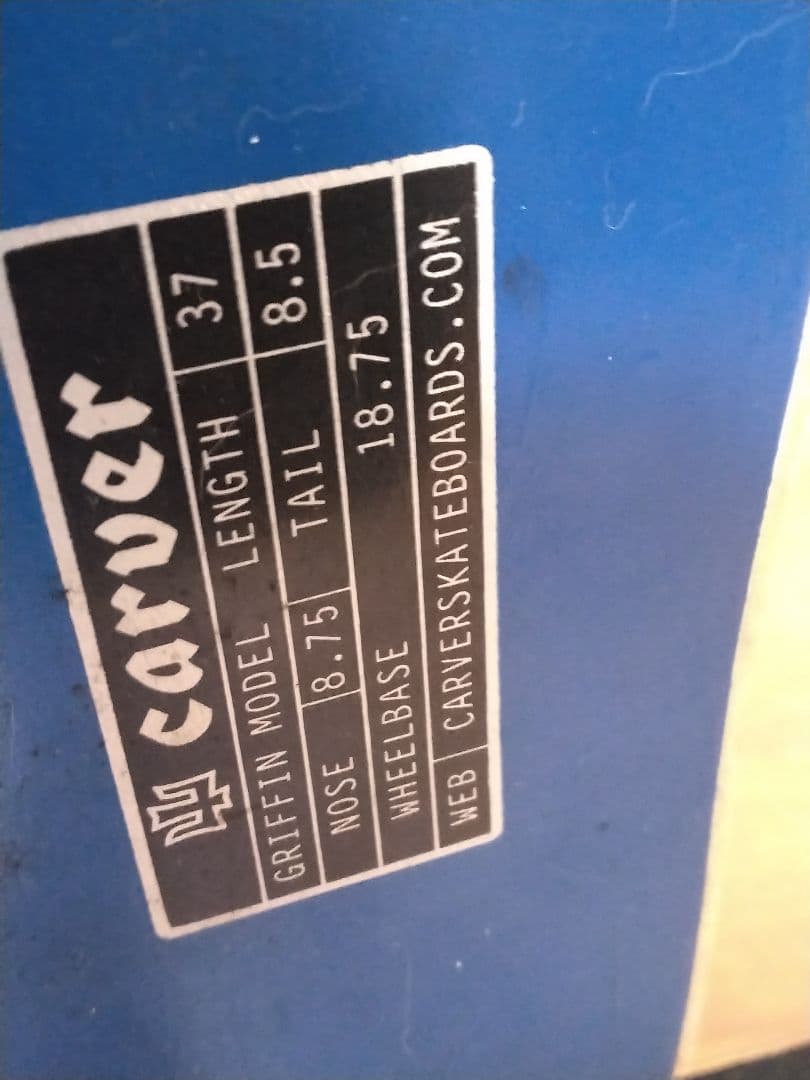 carver
GRIFFIN MODEL LENGTH 37
NOSE 8.75 TAIL 8.5
WHEELBASE 18.75
WEB CARVERSKATEBOARDS.COM